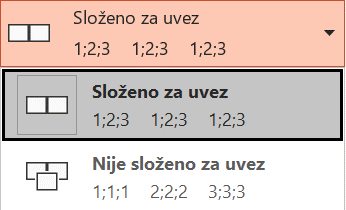 Složeno za uvez
1;2;3 1;2;3 1;2;3
Složeno za uvez
1;2;3 1;2;3 1;2;3
Nije složeno za uvez
1;1;1 2;2;2 3;3;3